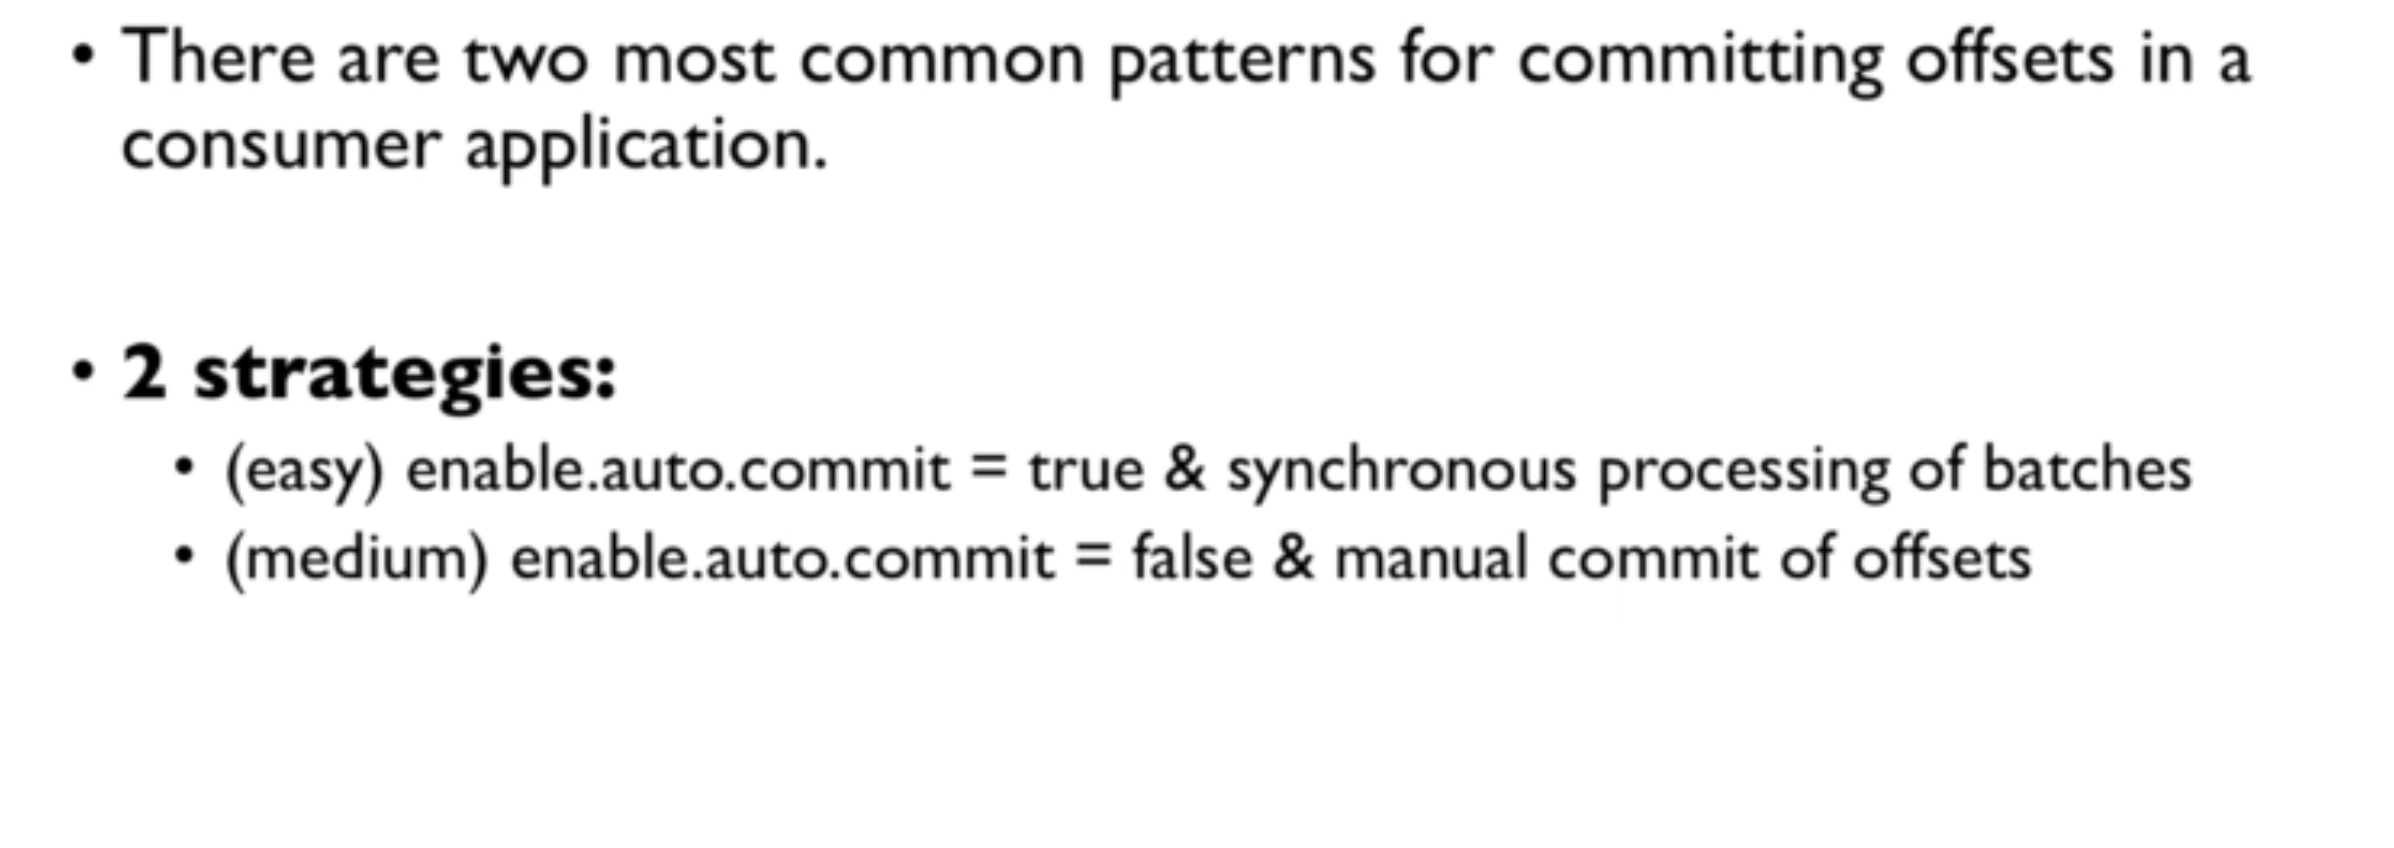 • There are two most common patterns for committing offsets in a
consumer application.
• 2 strategies:
• (easy) enable.auto.commit = true & synchronous processing of batches
• (medium) enable.auto.commit = false & manual commit of offsets